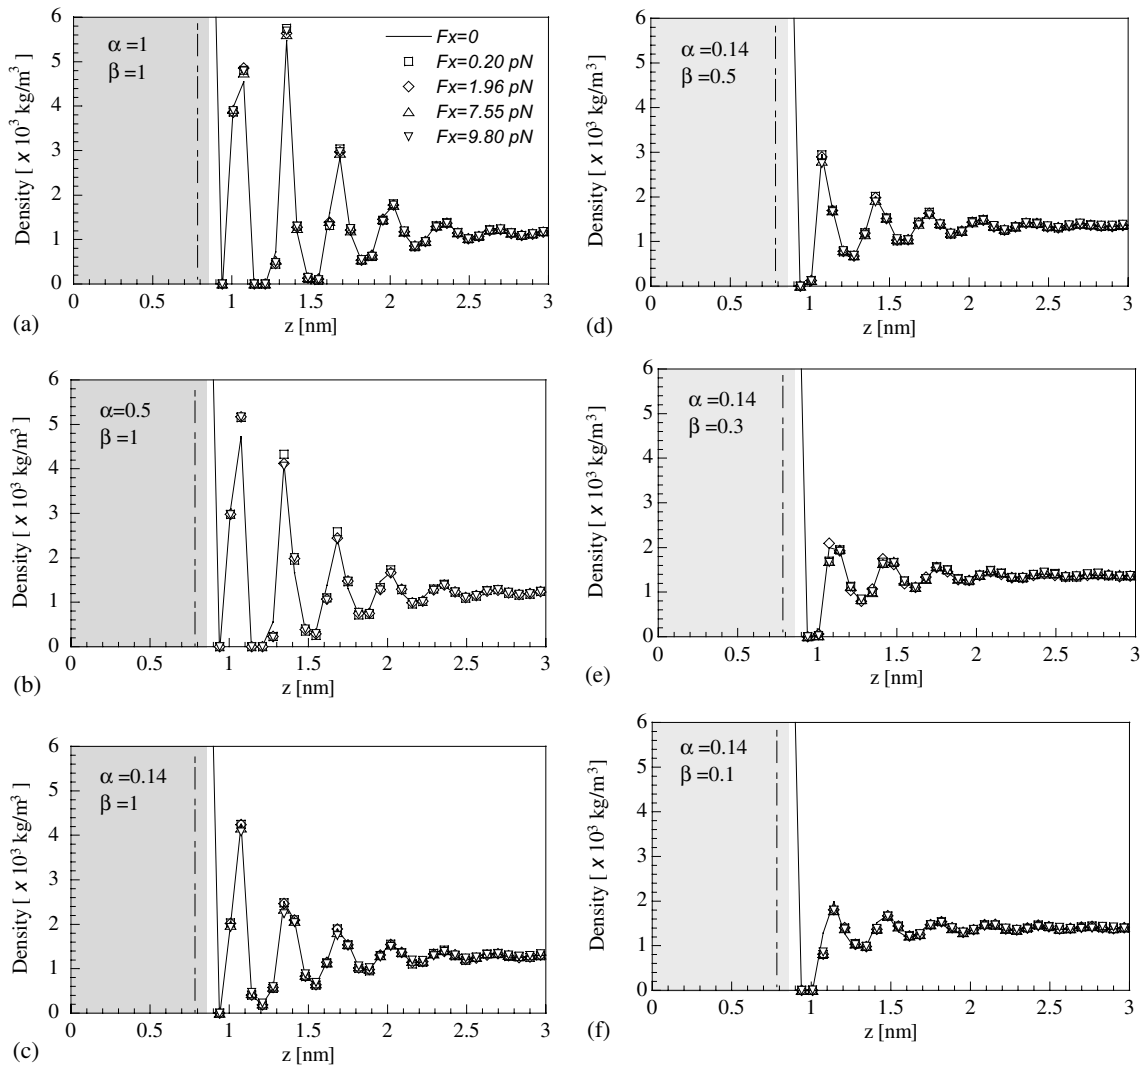 6
5
4
3
2
1
0
0
0.5
1
1.5
2
2.5
3
Density [ x 10³ kg/m³ ]
z [nm]
α =1
β =1
Fx=0
Fx=0.20 pN
Fx=1.96 pN
Fx=7.55 pN
Fx=9.80 pN
(a)
6
5
4
3
2
1
0
0
0.5
1
1.5
2
2.5
3
Density [ x 10³ kg/m³ ]
z [nm]
α=0.5
β =1
(b)
6
5
4
3
2
1
0
0
0.5
1
1.5
2
2.5
3
Density [ x 10³ kg/m³ ]
z [nm]
α =0.14
β =1
(c)
6
5
4
3
2
1
0
0
0.5
1
1.5
2
2.5
3
Density [ x 10³ kg/m³ ]
z [nm]
α =0.14
β =0.5
(d)
6
5
4
3
2
1
0
0
0.5
1
1.5
2
2.5
3
Density [ x 10³ kg/m³ ]
z [nm]
α =0.14
β =0.3
(e)
6
5
4
3
2
1
0
0
0.5
1
1.5
2
2.5
3
Density [ x 10³ kg/m³ ]
z [nm]
α =0.14
β =0.1
(f)